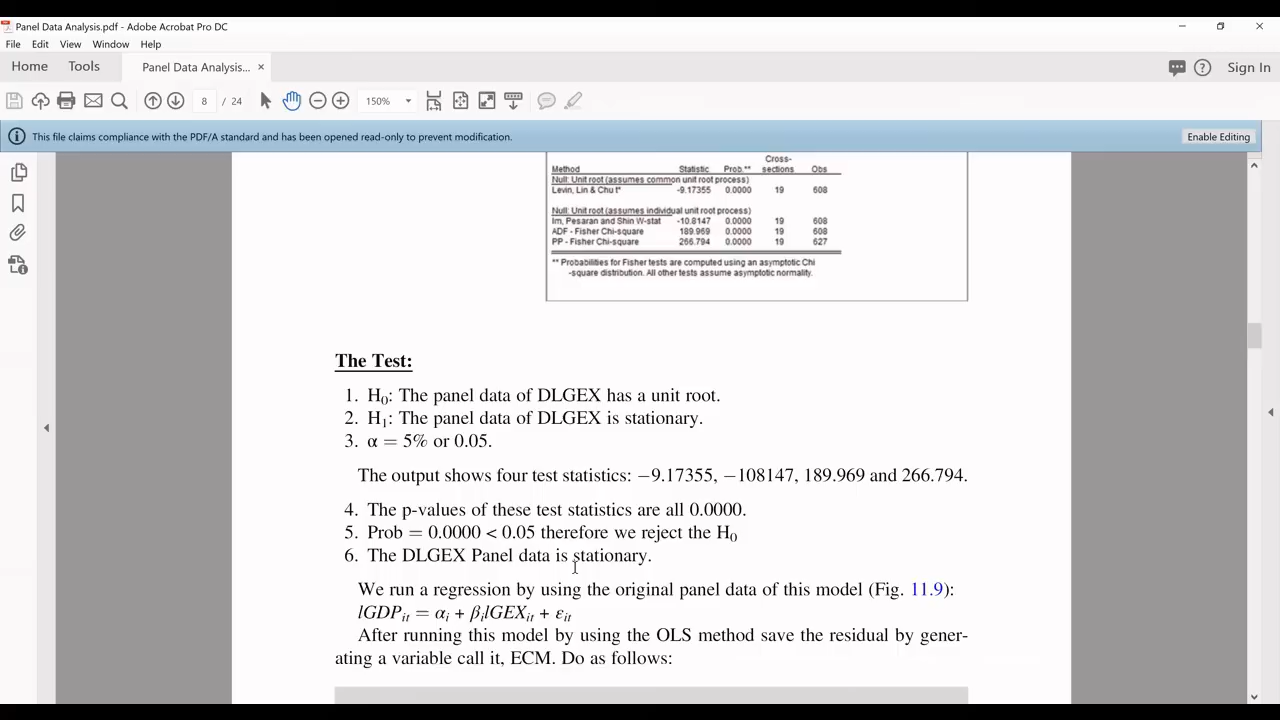 Panel Data Analysis.pdf - Adobe Acrobat Pro DC
File Edit View Window Help
Home Tools Panel Data Analysis... × Sign In
8 / 24 150%
This file claims compliance with the PDF/A standard and has been opened read-only to prevent modification. Enable Editing
Cross-
Method Statistic Prob.** sections Obs
Null: Unit root (assumes common unit root process)
Levin, Lin & Chu t* -9.17355 0.0000 19 608
Null: Unit root (assumes individual unit root process)
Im, Pesaran and Shin W-stat -10.8147 0.0000 19 608
ADF - Fisher Chi-square 189.969 0.0000 19 608
PP - Fisher Chi-square 266.794 0.0000 19 627
** Probabilities for Fisher tests are computed using an asymptotic Chi
-square distribution. All other tests assume asymptotic normality.
The Test:
1. H₀: The panel data of DLGEX has a unit root.
2. H₁: The panel data of DLGEX is stationary.
3. α = 5% or 0.05.
The output shows four test statistics: −9.17355, −108147, 189.969 and 266.794.
4. The p-values of these test statistics are all 0.0000.
5. Prob = 0.0000 < 0.05 therefore we reject the H₀
6. The DLGEX Panel data is stationary.
We run a regression by using the original panel data of this model (Fig. 11.9):
lGDPᵢₜ = αᵢ + βᵢlGEXᵢₜ + εᵢₜ
After running this model by using the OLS method save the residual by gener-
ating a variable call it, ECM. Do as follows: